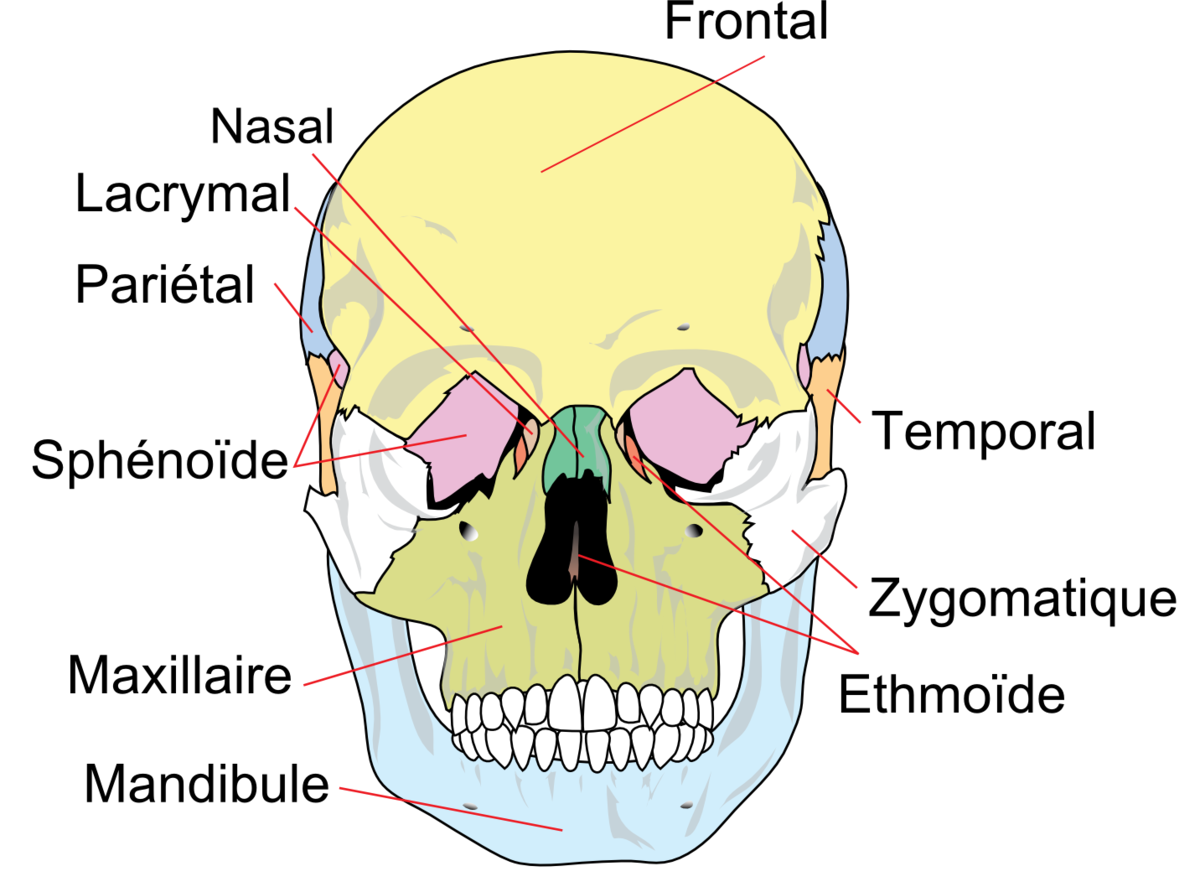 Frontal
Nasal
Lacrymal
Pariétal
Temporal
Sphénoïde
Zygomatique
Maxillaire
Ethmoïde
Mandibule